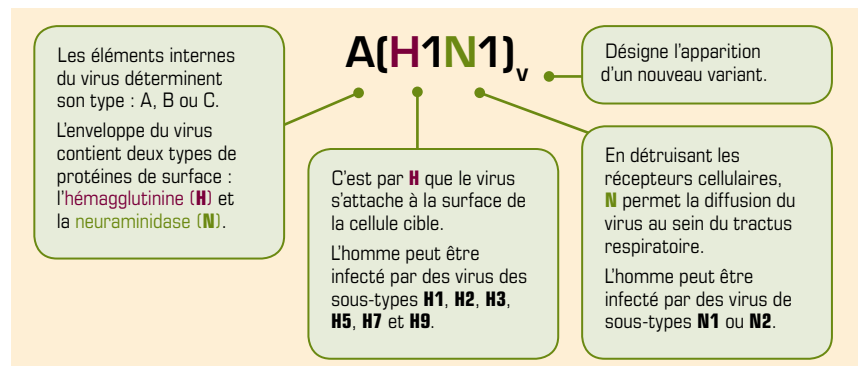 A(H1N1)v
Les éléments internes
du virus déterminent
son type : A, B ou C.
L'enveloppe du virus
contient deux types de
protéines de surface :
l'hémagglutinine (H) et
la neuraminidase (N).
C'est par H que le virus
s'attache à la surface de
la cellule cible.
L'homme peut être
infecté par des virus des
sous-types H1, H2, H3,
H5, H7 et H9.
Désigne l'apparition
d'un nouveau variant.
En détruisant les
récepteurs cellulaires,
N permet la diffusion du
virus au sein du tractus
respiratoire.
L'homme peut être
infecté par des virus de
sous-types N1 ou N2.